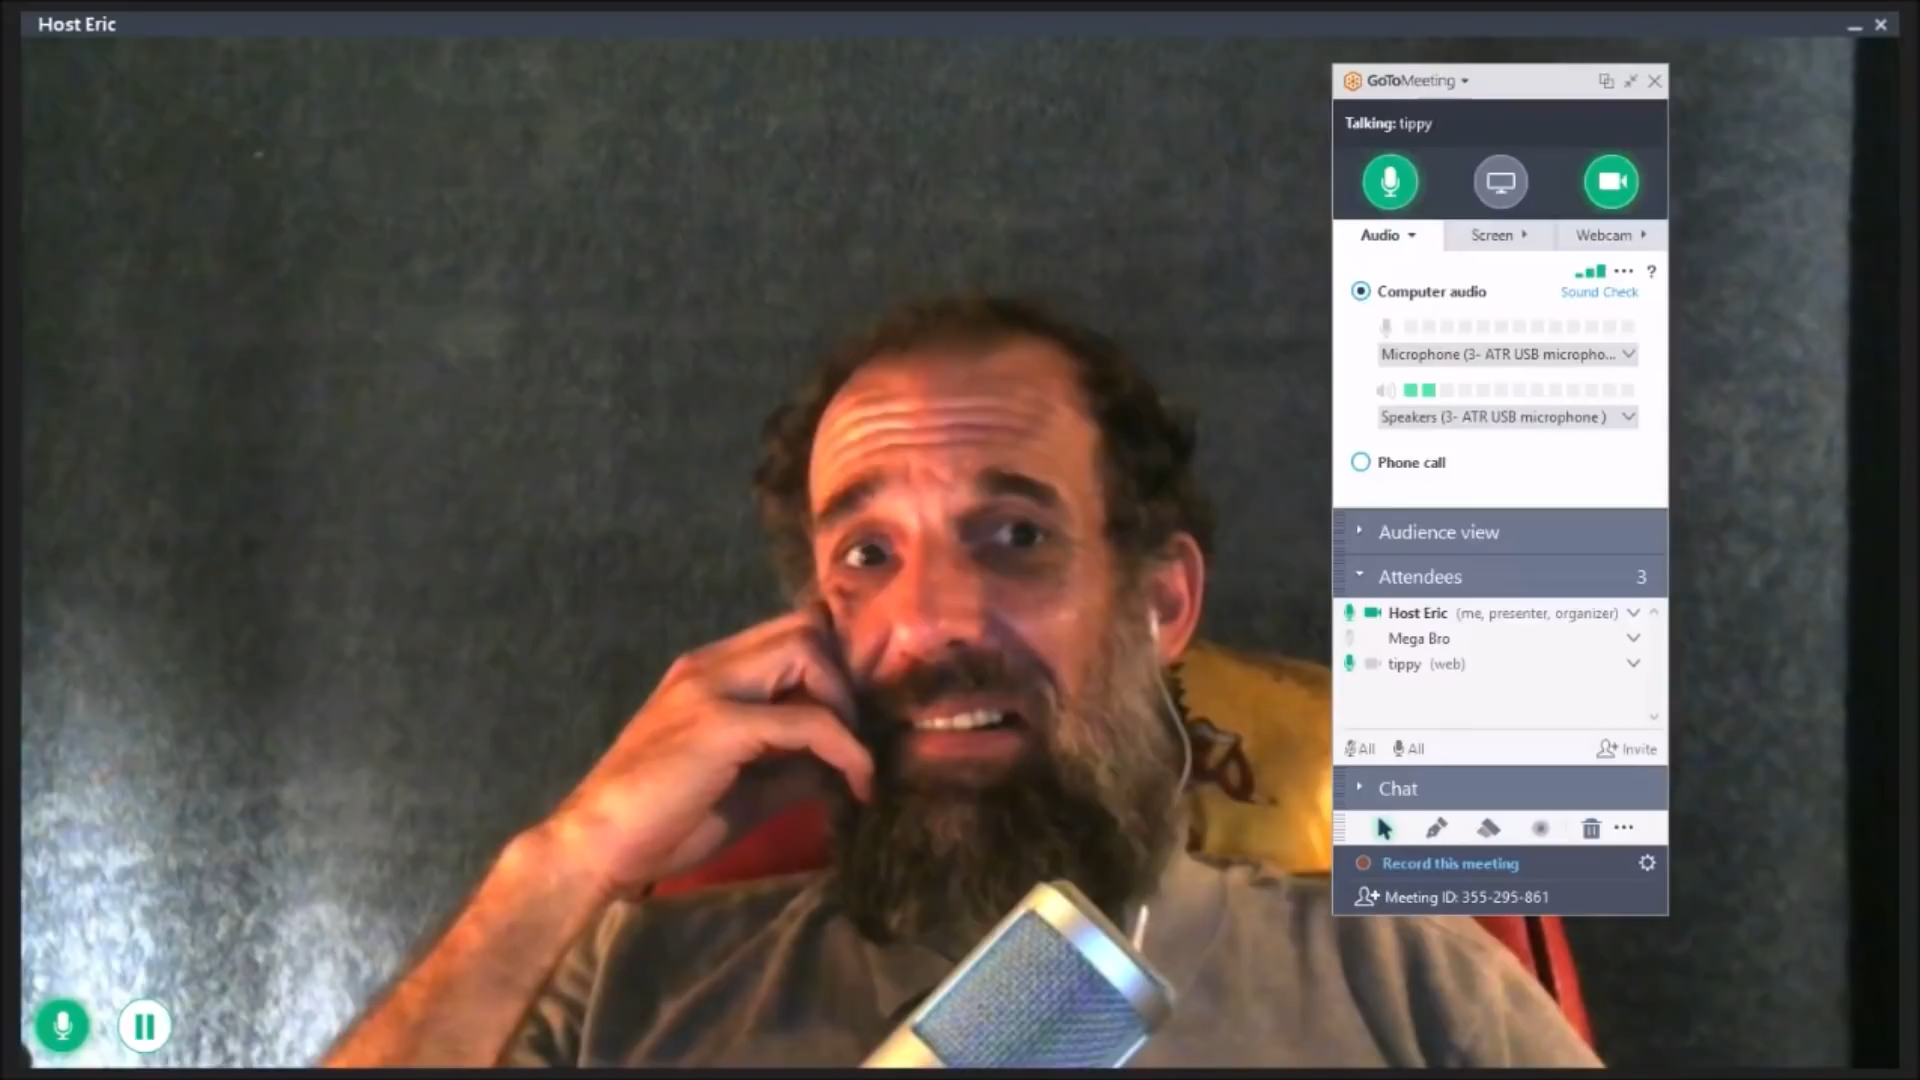 Host Eric
GoToMeeting
Talking: tippy
Audio Screen Webcam
?
Computer audio Sound Check
Microphone (3- ATR USB micropho...
Speakers (3- ATR USB microphone )
Phone call
Audience view
Attendees 3
Host Eric (me, presenter, organizer)
Mega Bro
tippy (web)
All All Invite
Chat
Record this meeting
Meeting ID: 355-295-861